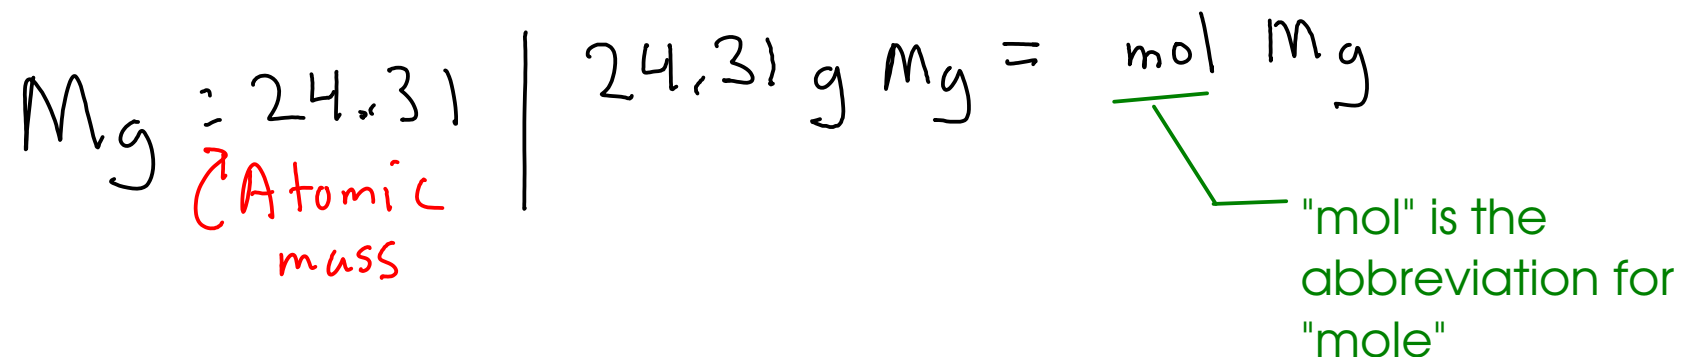 Mg : 24.31 | 24.31 g Mg = mol Mg
Atomic
mass
"mol" is the
abbreviation for
"mole"